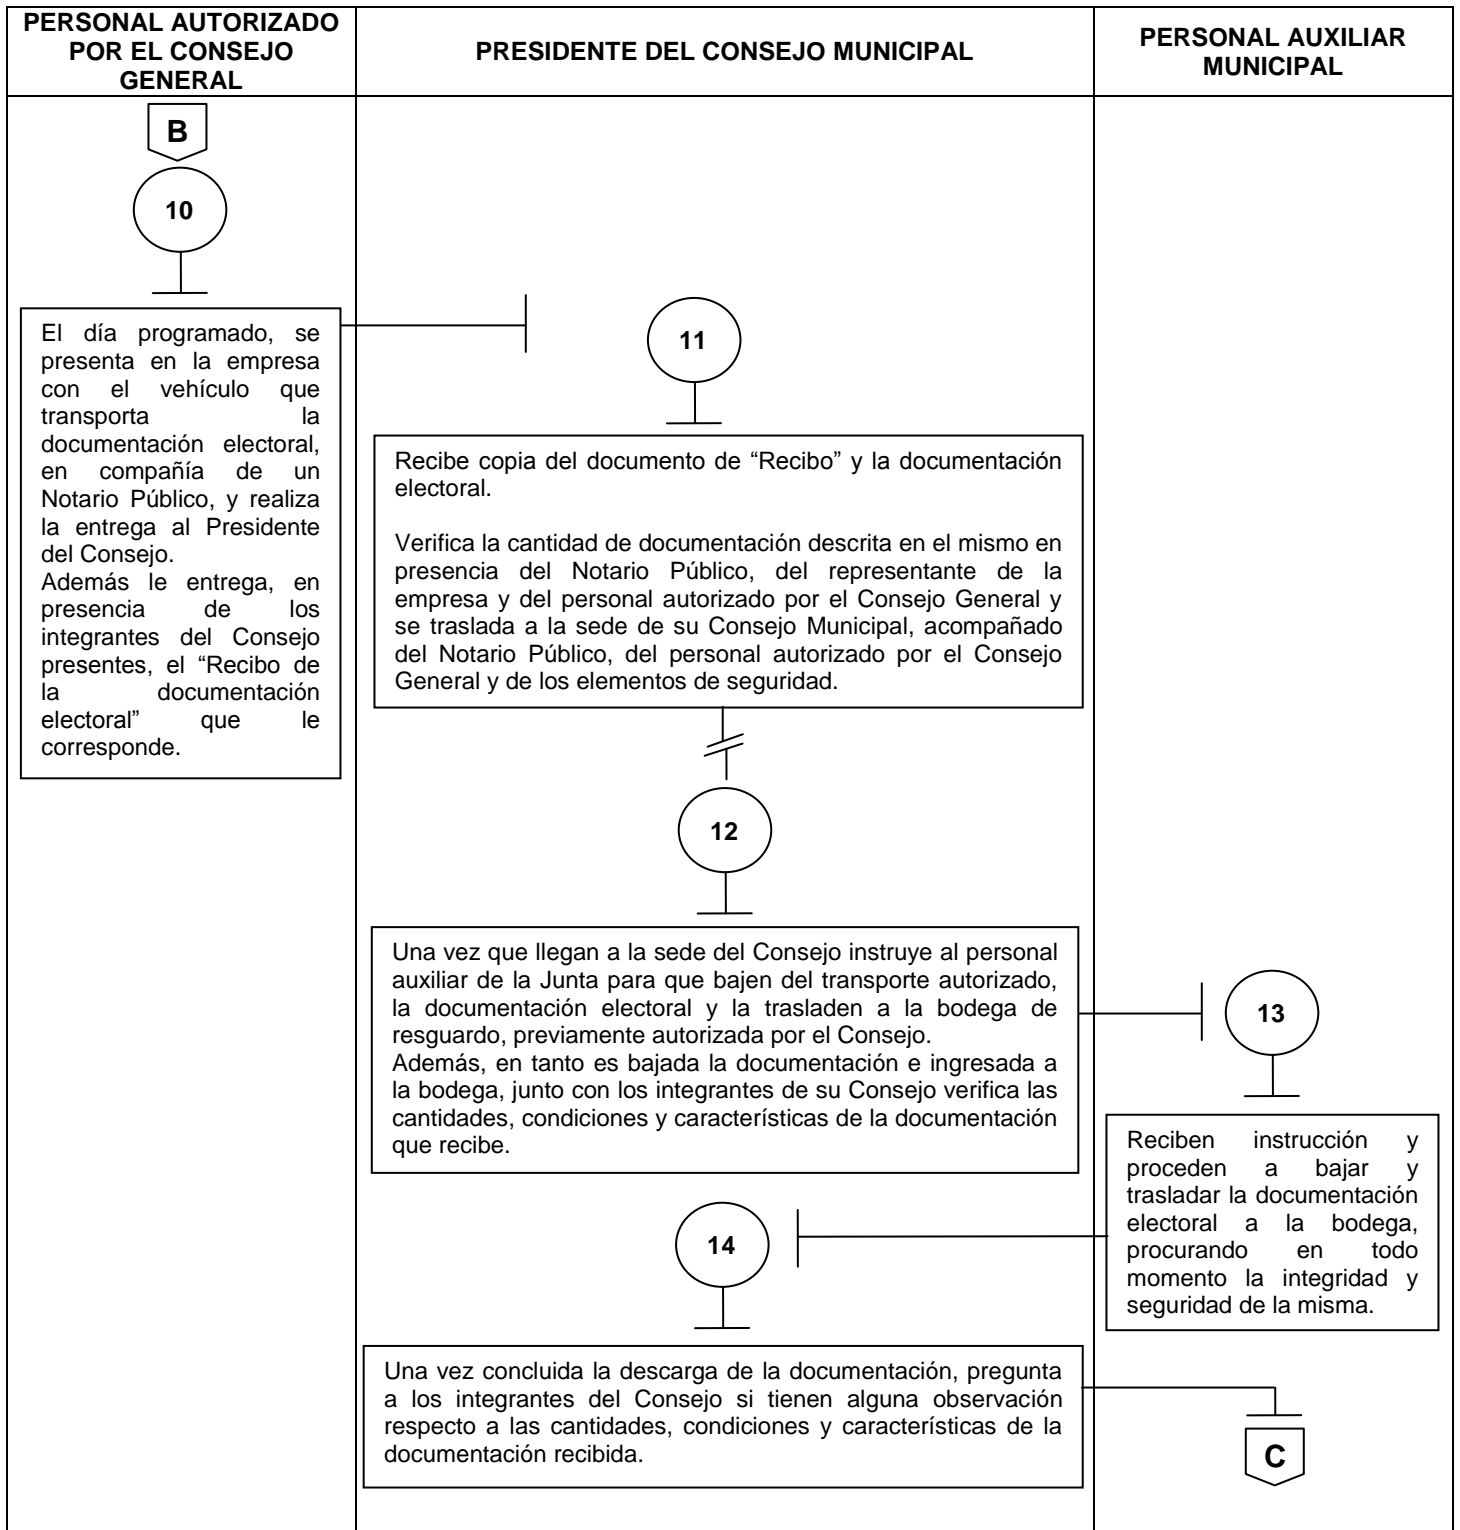 PERSONAL AUTORIZADO
POR EL CONSEJO
GENERAL
PRESIDENTE DEL CONSEJO MUNICIPAL
PERSONAL AUXILIAR
MUNICIPAL
B
10
El día programado, se
presenta en la empresa
con el vehículo que
transporta la
documentación electoral,
en compañía de un
Notario Público, y realiza
la entrega al Presidente
del Consejo.
Además le entrega, en
presencia de los
integrantes del Consejo
presentes, el “Recibo de
la documentación
electoral” que le
corresponde.
11
Recibe copia del documento de “Recibo” y la documentación
electoral.
Verifica la cantidad de documentación descrita en el mismo en
presencia del Notario Público, del representante de la
empresa y del personal autorizado por el Consejo General y
se traslada a la sede de su Consejo Municipal, acompañado
del Notario Público, del personal autorizado por el Consejo
General y de los elementos de seguridad.
12
Una vez que llegan a la sede del Consejo instruye al personal
auxiliar de la Junta para que bajen del transporte autorizado,
la documentación electoral y la trasladen a la bodega de
resguardo, previamente autorizada por el Consejo.
Además, en tanto es bajada la documentación e ingresada a
la bodega, junto con los integrantes de su Consejo verifica las
cantidades, condiciones y características de la documentación
que recibe.
13
Reciben instrucción y
proceden a bajar y
trasladar la documentación
electoral a la bodega,
procurando en todo
momento la integridad y
seguridad de la misma.
14
Una vez concluida la descarga de la documentación, pregunta
a los integrantes del Consejo si tienen alguna observación
respecto a las cantidades, condiciones y características de la
documentación recibida.
C